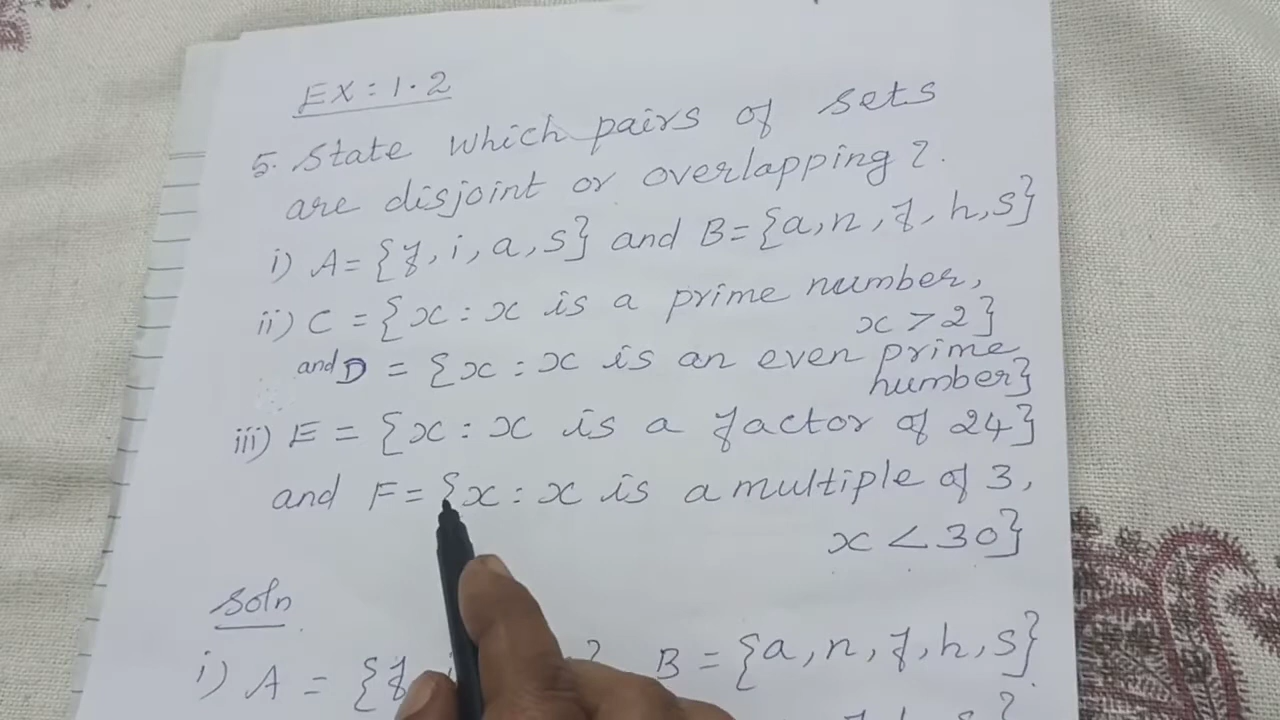 EX : 1.2
5. State which pairs of sets
are disjoint or overlapping ?.
i) A = {f, i, a, s} and B = {a, n, f, h, s}
ii) C = {x : x is a prime number,
x > 2}
and D = {x : x is an even prime
number}
iii) E = {x : x is a factor of 24}
and F = {x : x is a multiple of 3,
x < 30}
Soln
i) A = {f B = {a, n, f, h, s}.